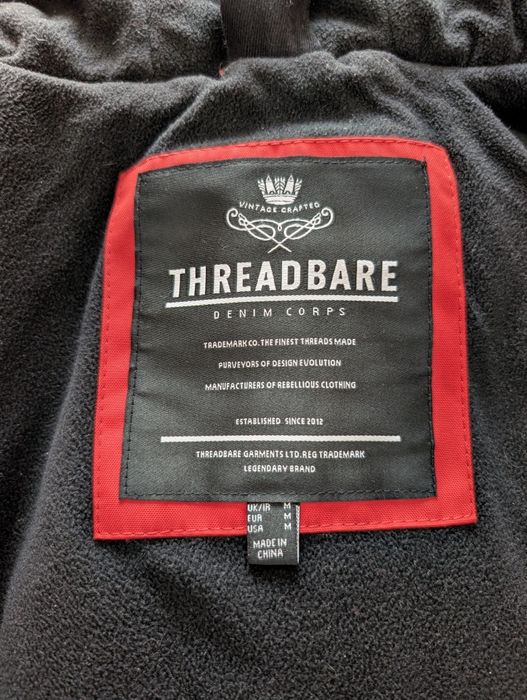 VINTAGE CRAFTED
THREADBARE
DENIM CORPS
TRADEMARK CO. THE FINEST THREADS MADE
PURVEYORS OF DESIGN EVOLUTION
MANUFACTURERS OF REBELLIOUS CLOTHING
ESTABLISHED SINCE 2012
THREADBARE GARMENTS LTD.REG TRADEMARK
LEGENDARY BRAND
UK/IR M
EUR M
USA M
MADE IN
CHINA